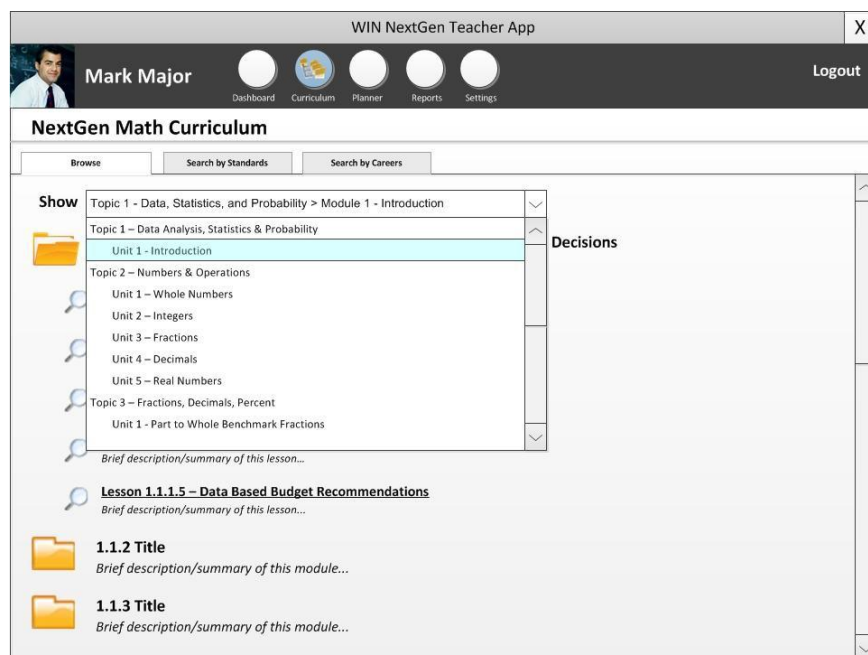 WIN NextGen Teacher App
X
Mark Major
Dashboard
Curriculum
Planner
Reports
Settings
Logout
NextGen Math Curriculum
Browse
Search by Standards
Search by Careers
Show
Topic 1 - Data, Statistics, and Probability > Module 1 - Introduction
Topic 1 – Data Analysis, Statistics & Probability
Decisions
Unit 1 - Introduction
Topic 2 – Numbers & Operations
Unit 1 – Whole Numbers
Unit 2 – Integers
Unit 3 – Fractions
Unit 4 – Decimals
Unit 5 – Real Numbers
Topic 3 – Fractions, Decimals, Percent
Unit 1 - Part to Whole Benchmark Fractions
Brief description/summary of this lesson...
Lesson 1.1.1.5 – Data Based Budget Recommendations
Brief description/summary of this lesson...
1.1.2 Title
Brief description/summary of this module...
1.1.3 Title
Brief description/summary of this module...